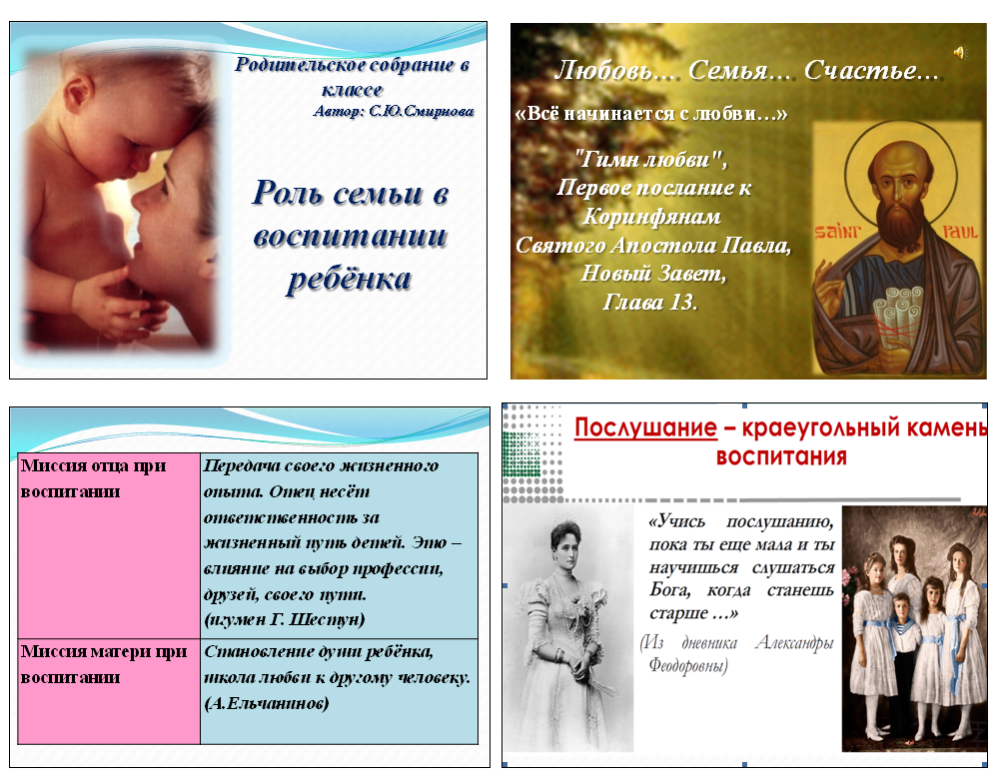 Родительское собрание в
классе
Автор: С.Ю.Смирнова
Роль семьи в
воспитании
ребёнка
Любовь… Семья… Счастье…
«Всё начинается с любви…»
"Гимн любви",
Первое послание к
Коринфянам
Святого Апостола Павла,
Новый Завет,
Глава 13.
SAINT PAUL
Миссия отца при
воспитании
Передача своего жизненного
опыта. Отец несёт
ответственность за
жизненный путь детей. Это –
влияние на выбор профессии,
друзей, своего пути.
(игумен Г. Шестун)
Миссия матери при
воспитании
Становление души ребёнка,
школа любви к другому человеку.
(А.Ельчанинов)
Послушание – краеугольный камень
воспитания
«Учись послушанию,
пока ты еще мала и ты
научишься слушаться
Бога, когда станешь
старше …»
(Из дневника Александры
Феодоровны)